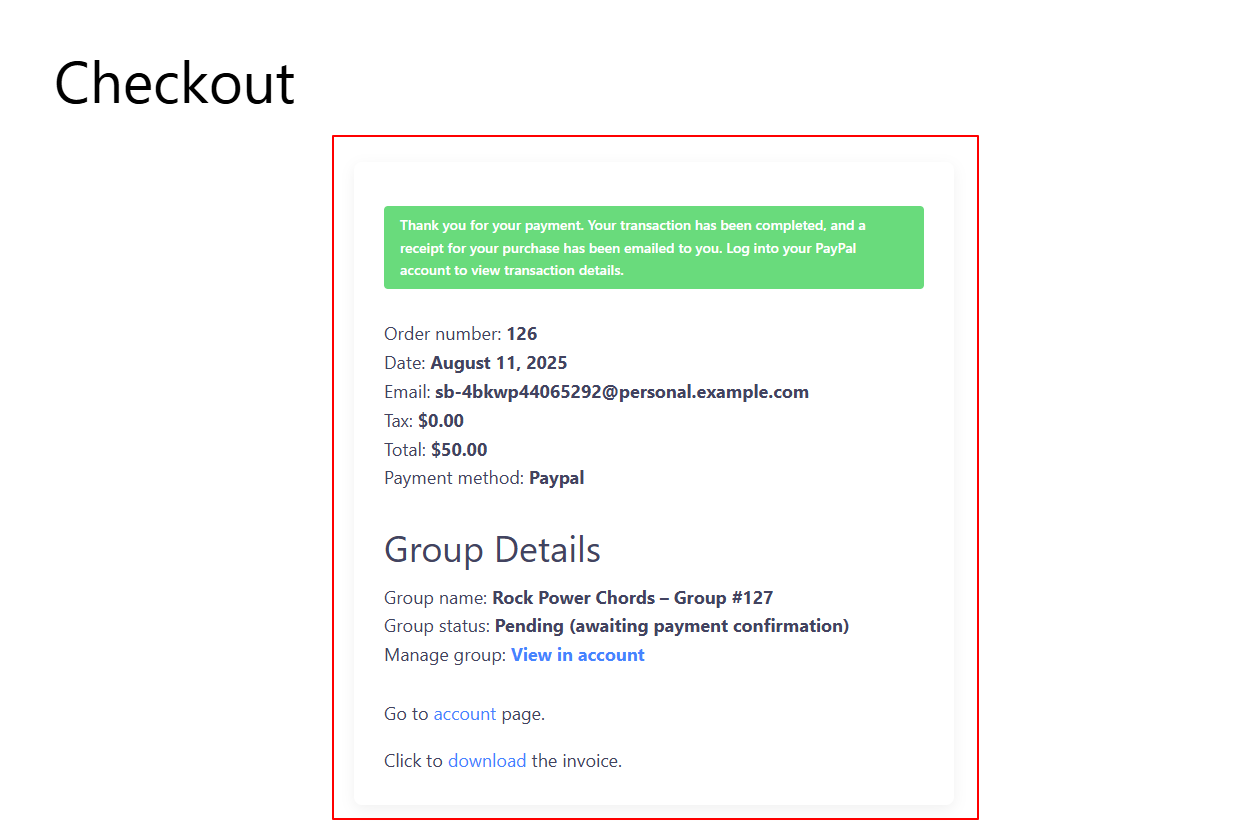 Checkout
Thank you for your payment. Your transaction has been completed, and a
receipt for your purchase has been emailed to you. Log into your PayPal
account to view transaction details.
Order number: 126
Date: August 11, 2025
Email: sb-4bkwp44065292@personal.example.com
Tax: $0.00
Total: $50.00
Payment method: Paypal
Group Details
Group name: Rock Power Chords – Group #127
Group status: Pending (awaiting payment confirmation)
Manage group: View in account
Go to account page.
Click to download the invoice.